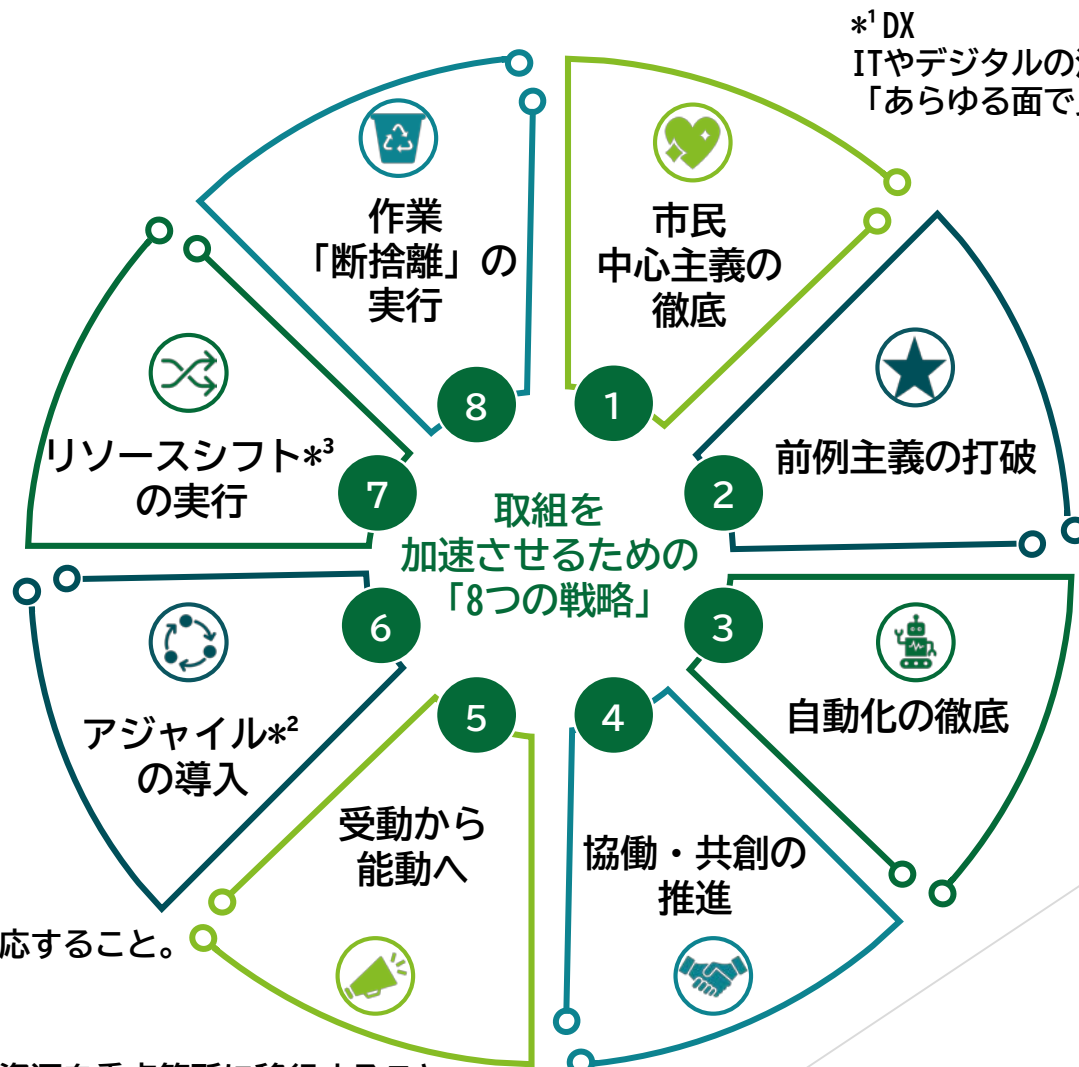 *¹ DX
ITやデジタルの
「あらゆる面で」
作業
「断捨離」の
実行
8
市民
中心主義の
徹底
1
前例主義の打破
2
リソースシフト*³
の実行
7
取組を
加速させるための
「8つの戦略」
自動化の徹底
3
アジャイル*²
の導入
6
受動から
能動へ
5
協働・共創の
推進
4
応すること。